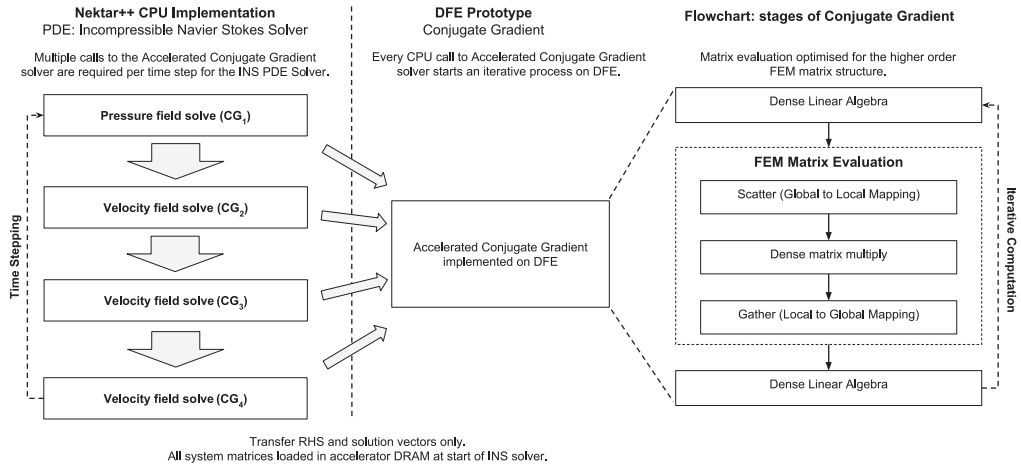 Nektar++ CPU Implementation
PDE: Incompressible Navier Stokes Solver
Multiple calls to the Accelerated Conjugate Gradient
solver are required per time step for the INS PDE Solver.
Time Stepping
Pressure field solve (CG₁)
Velocity field solve (CG₂)
Velocity field solve (CG₃)
Velocity field solve (CG₄)
DFE Prototype
Conjugate Gradient
Every CPU call to Accelerated Conjugate Gradient
solver starts an iterative process on DFE.
Accelerated Conjugate Gradient
implemented on DFE
Flowchart: stages of Conjugate Gradient
Matrix evaluation optimised for the higher order
FEM matrix structure.
Dense Linear Algebra
FEM Matrix Evaluation
Scatter (Global to Local Mapping)
Dense matrix multiply
Gather (Local to Global Mapping)
Dense Linear Algebra
Iterative Computation
Transfer RHS and solution vectors only.
All system matrices loaded in accelerator DRAM at start of INS solver.